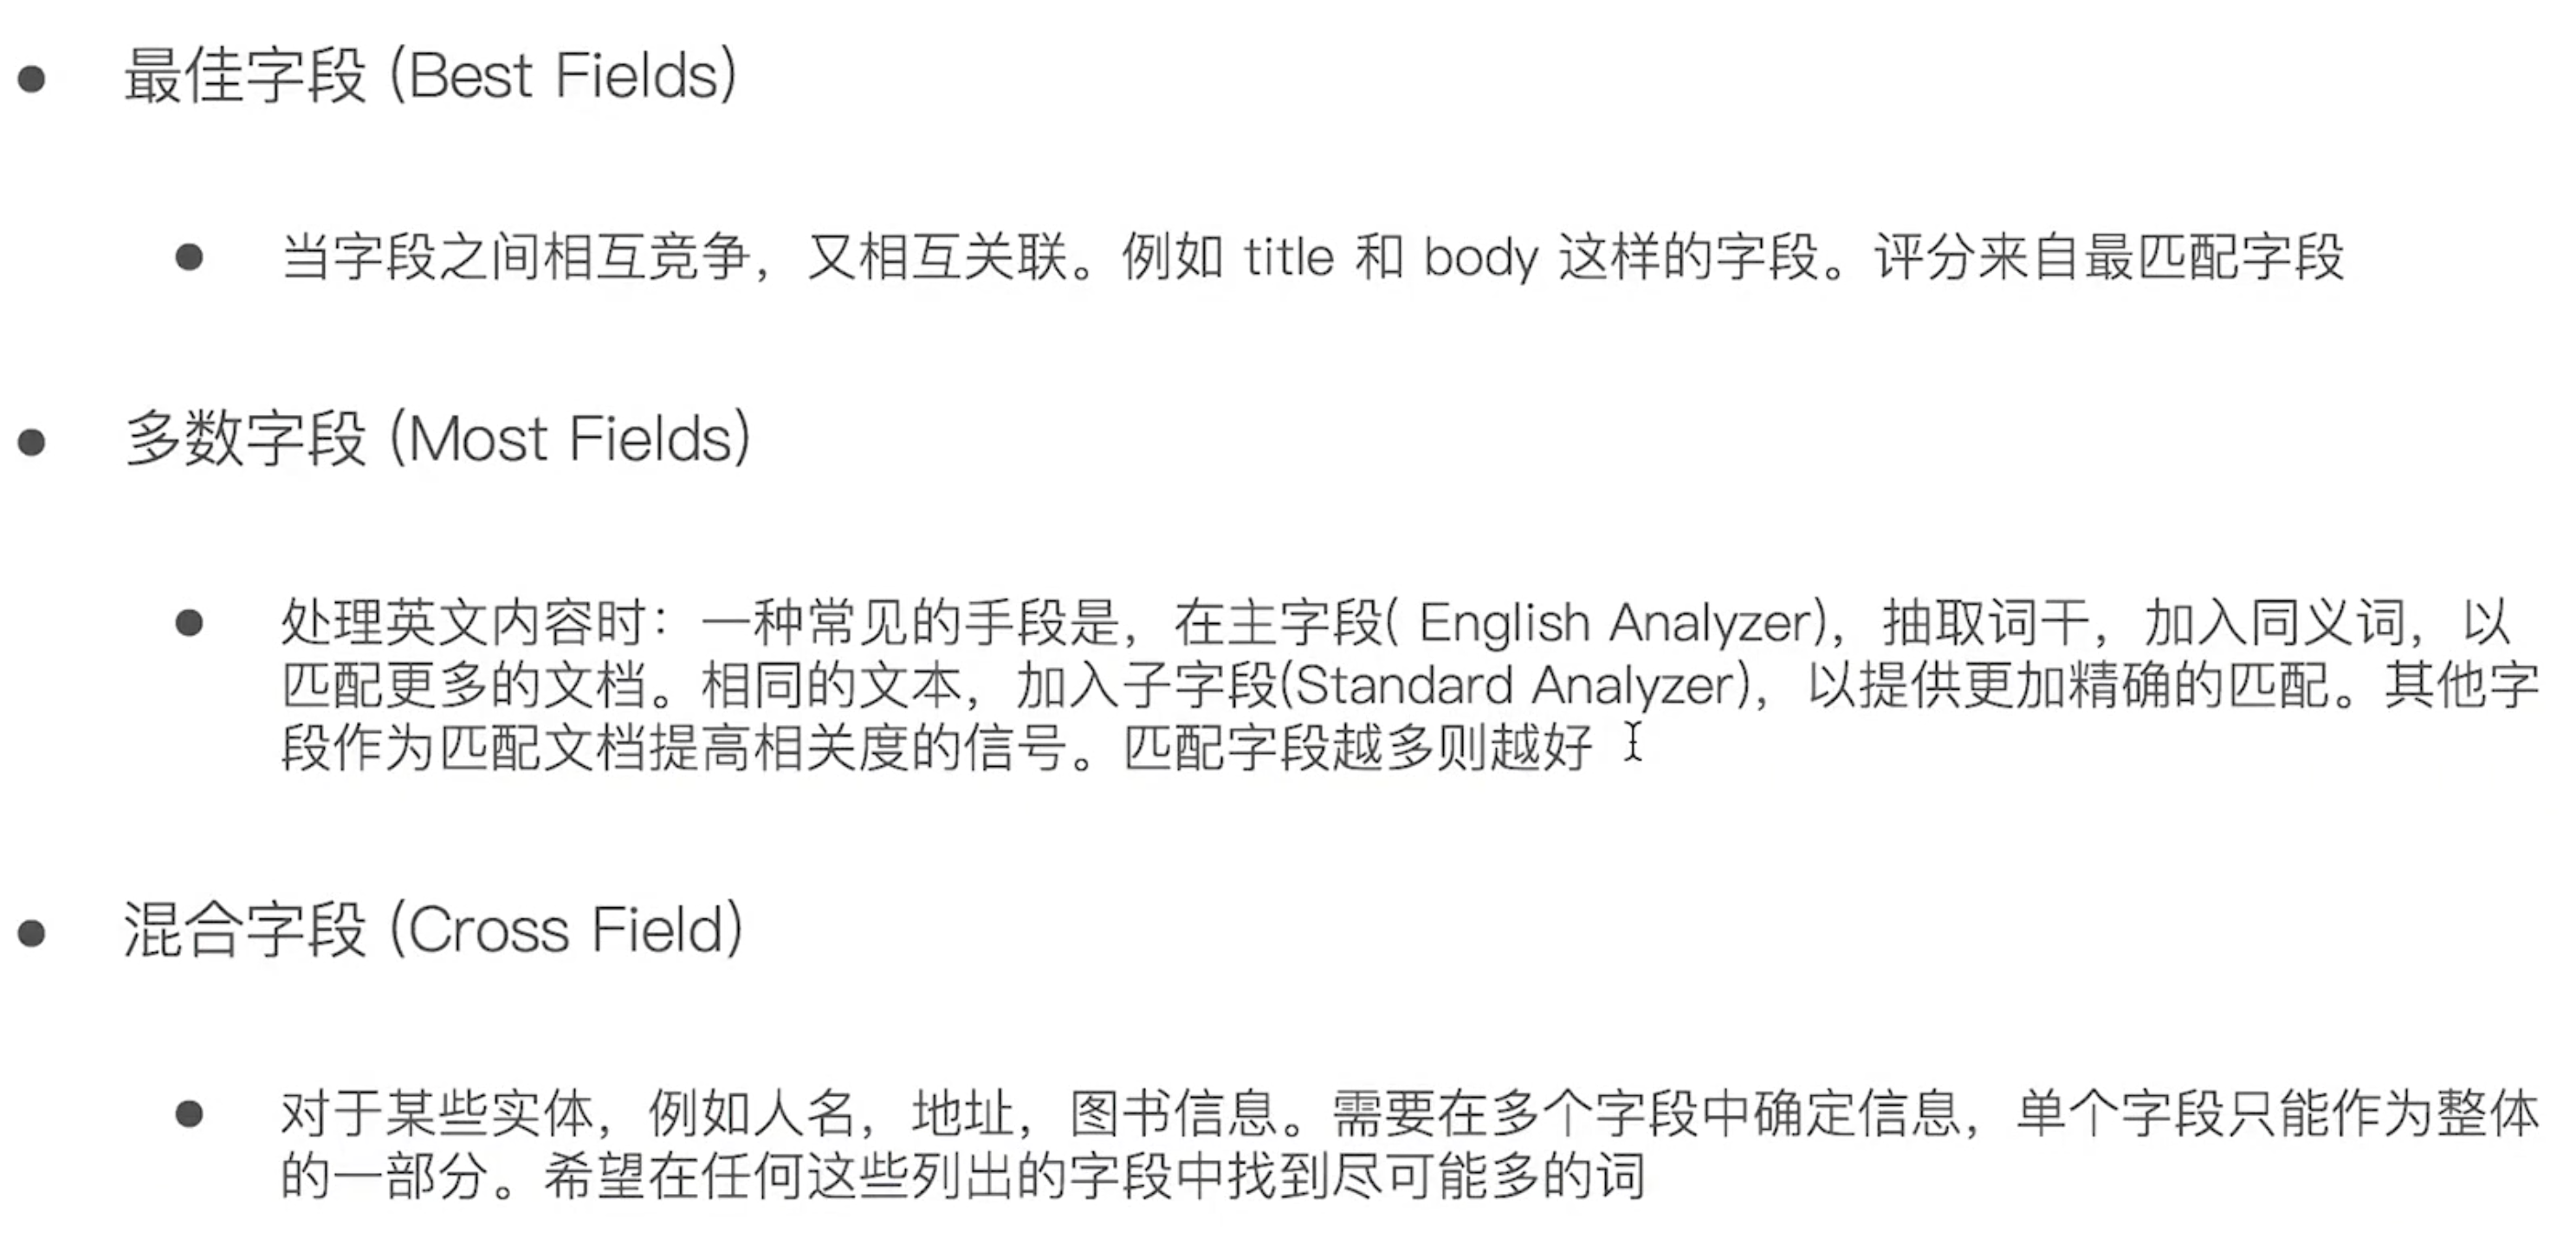 最佳字段 (Best Fields)
当字段之间相互竞争，又相互关联。例如 title 和 body 这样的字段。评分来自最匹配字段
多数字段 (Most Fields)
处理英文内容时：一种常见的手段是，在主字段( English Analyzer)，抽取词干，加入同义词，以
匹配更多的文档。相同的文本，加入子字段(Standard Analyzer)，以提供更加精确的匹配。其他字
段作为匹配文档提高相关度的信号。匹配字段越多则越好
混合字段 (Cross Field)
对于某些实体，例如人名，地址，图书信息。需要在多个字段中确定信息，单个字段只能作为整体
的一部分。希望在任何这些列出的字段中找到尽可能多的词